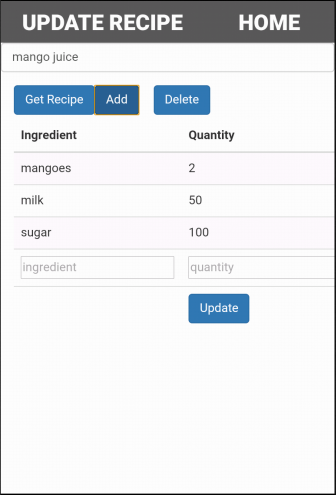 UPDATE RECIPE HOME
mango juice
Get Recipe Add Delete
Ingredient Quantity
mangoes 2
milk 50
sugar 100
ingredient quantity
Update